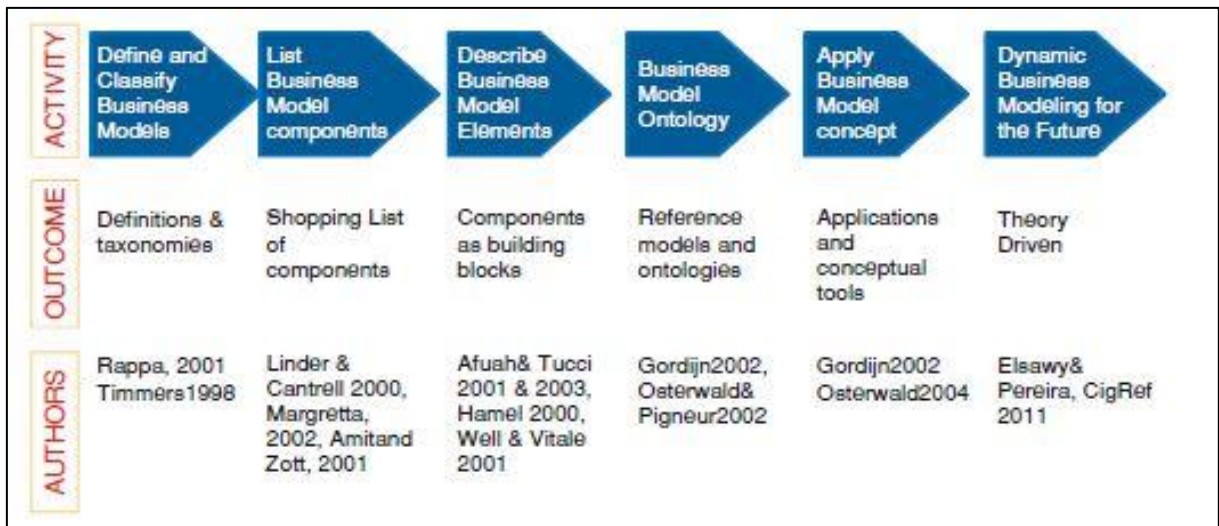 ACTIVITY
Define and
Classify
Business
Models
List
Business
Model
components
Describe
Business
Model
Elements
Business
Model
Ontology
Apply
Business
Model
concept
Dynamic
Business
Modeling for
the Future
OUTCOME
Definitions &
taxonomies
Shopping List
of
components
Components
as building
blocks
Reference
models and
ontologies
Applications
and
conceptual
tools
Theory
Driven
AUTHORS
Rappa, 2001
Timmers1998
Linder &
Cantrell 2000,
Margretta,
2002, Amitand
Zott, 2001
Afuah& Tucci
2001 & 2003,
Hamel 2000,
Well & Vitale
2001
Gordijn2002,
Osterwald&
Pigneur2002
Gordijn2002
Osterwald2004
Elsawy&
Pereira, CigRef
2011